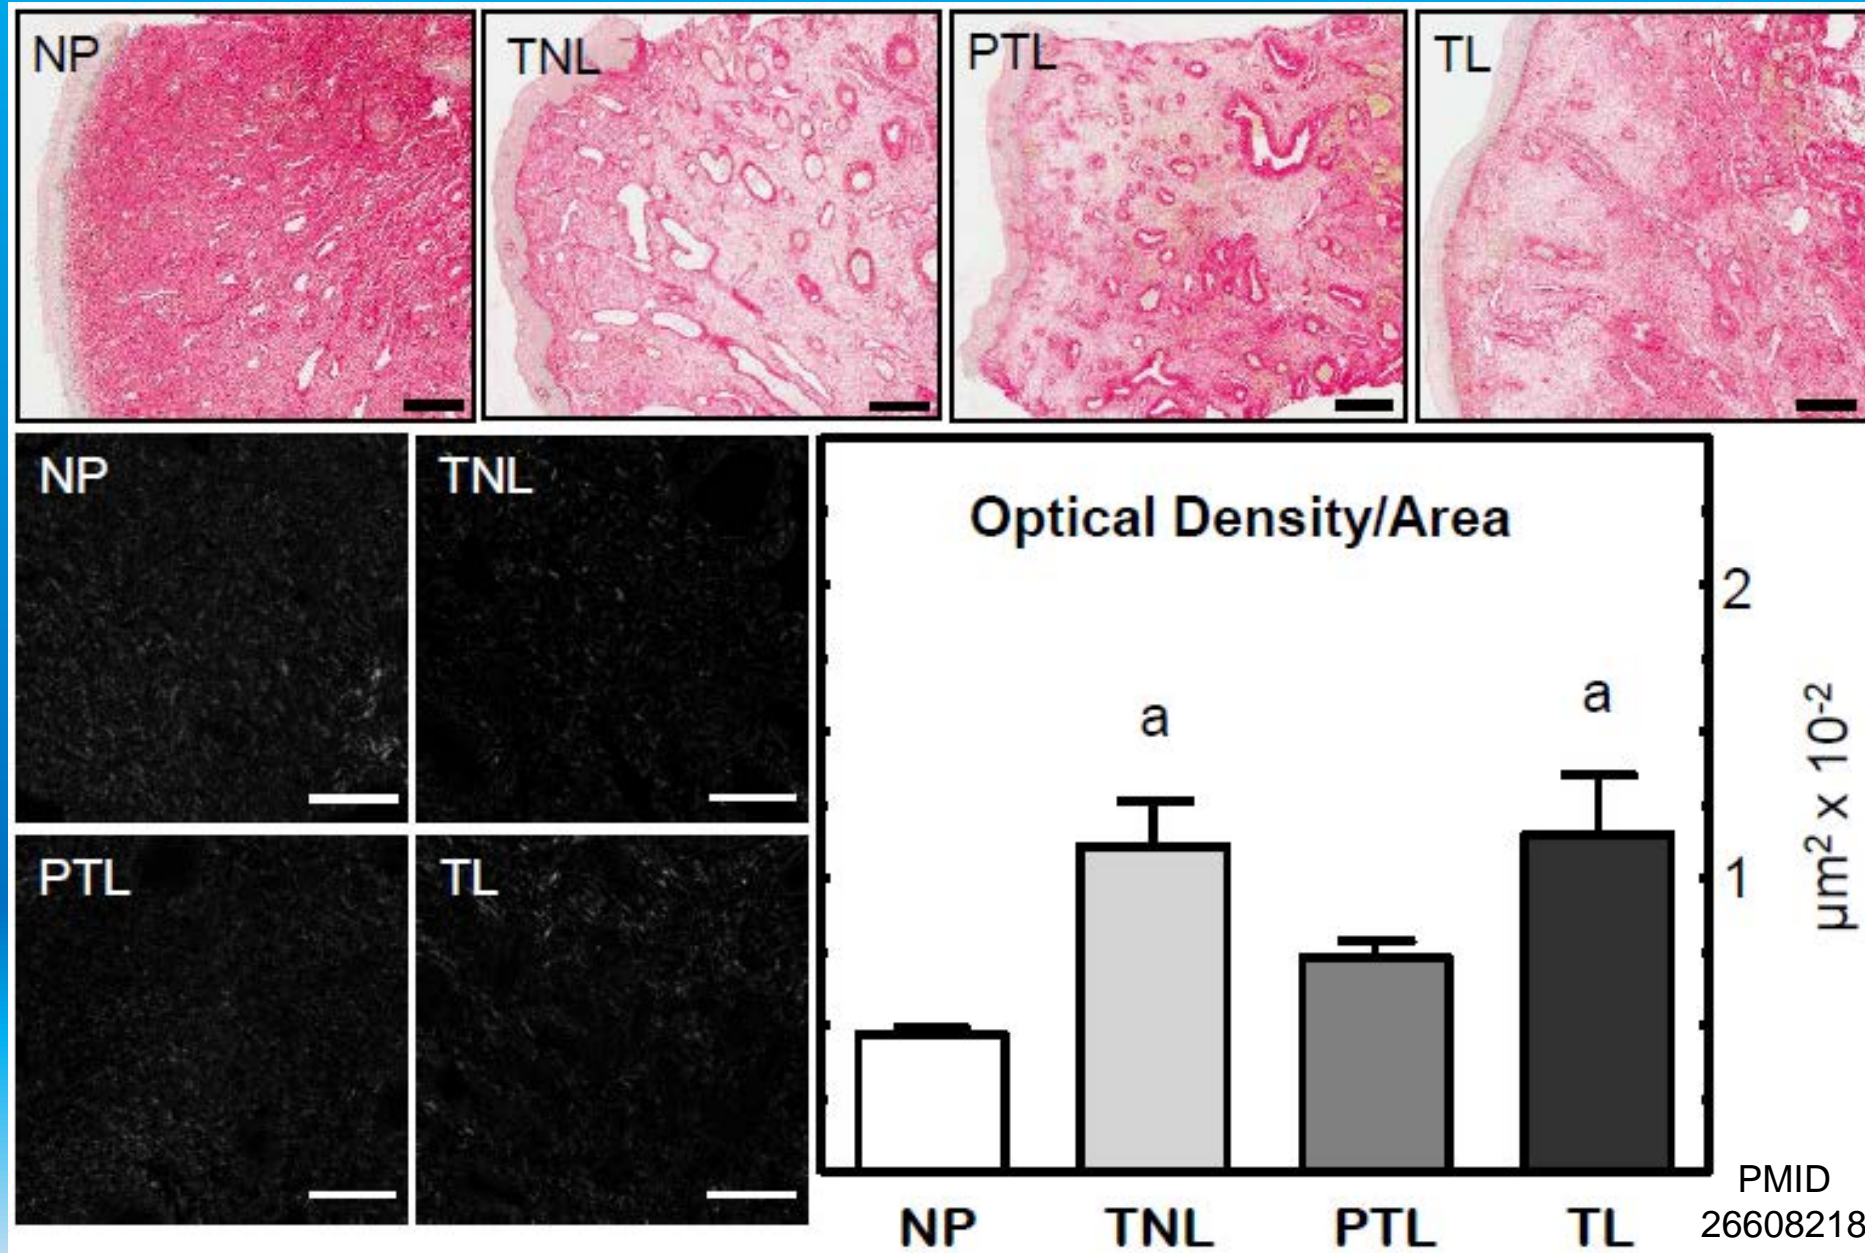 NP
TNL
PTL
TL
NP
TNL
PTL
TL
Optical Density/Area
2
a
a
1
µm² x 10⁻²
NP
TNL
PTL
TL
PMID
26608218